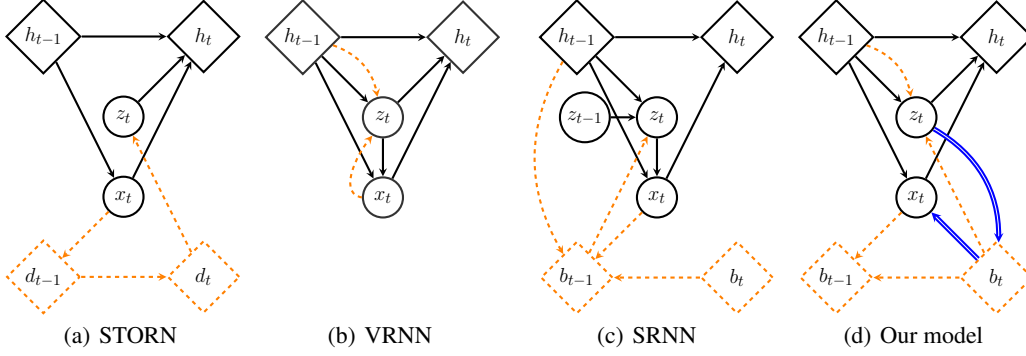 h_{t−1} h_t h_{t−1} h_t h_{t−1} h_t h_{t−1} h_t
z_t z_t z_{t−1} z_t z_t
x_t x_t x_t x_t
d_{t−1} d_t b_{t−1} b_t b_{t−1} b_t
(a) STORN (b) VRNN (c) SRNN (d) Our model